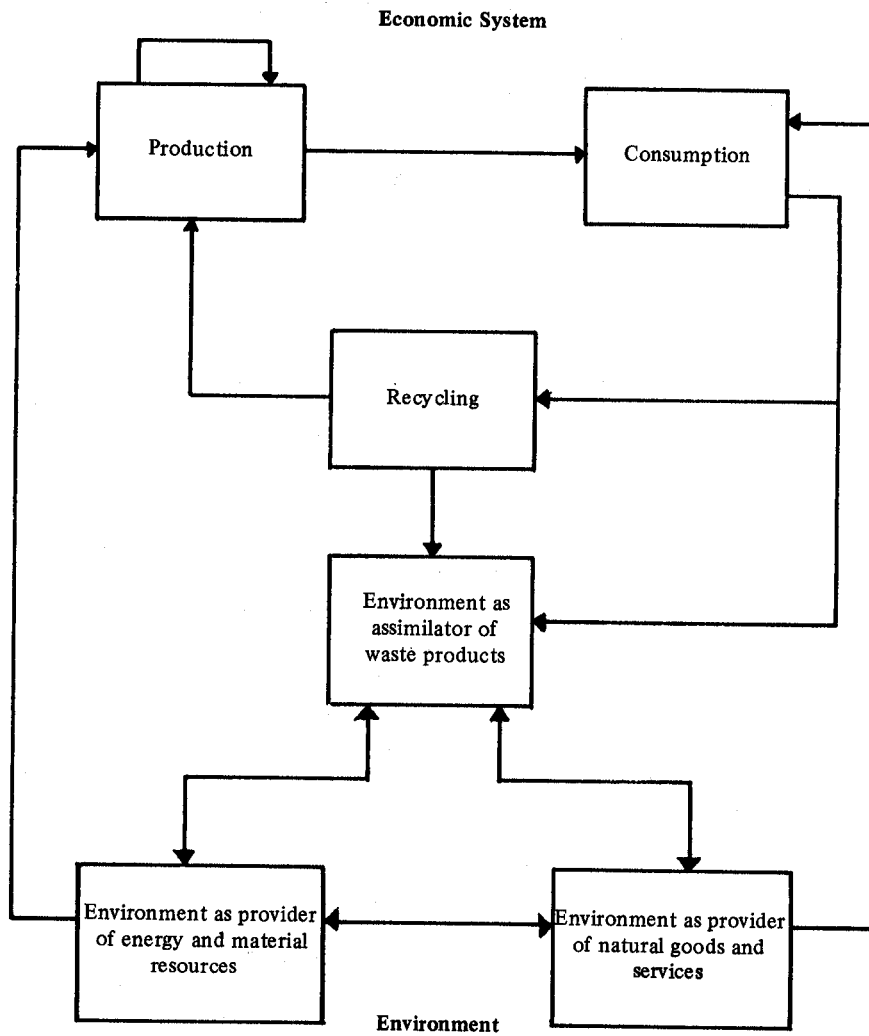 Economic System
Production
Consumption
Recycling
Environment as
assimilator of
waste products
Environment as provider
of energy and material
resources
Environment as provider
of natural goods and
services
Environment